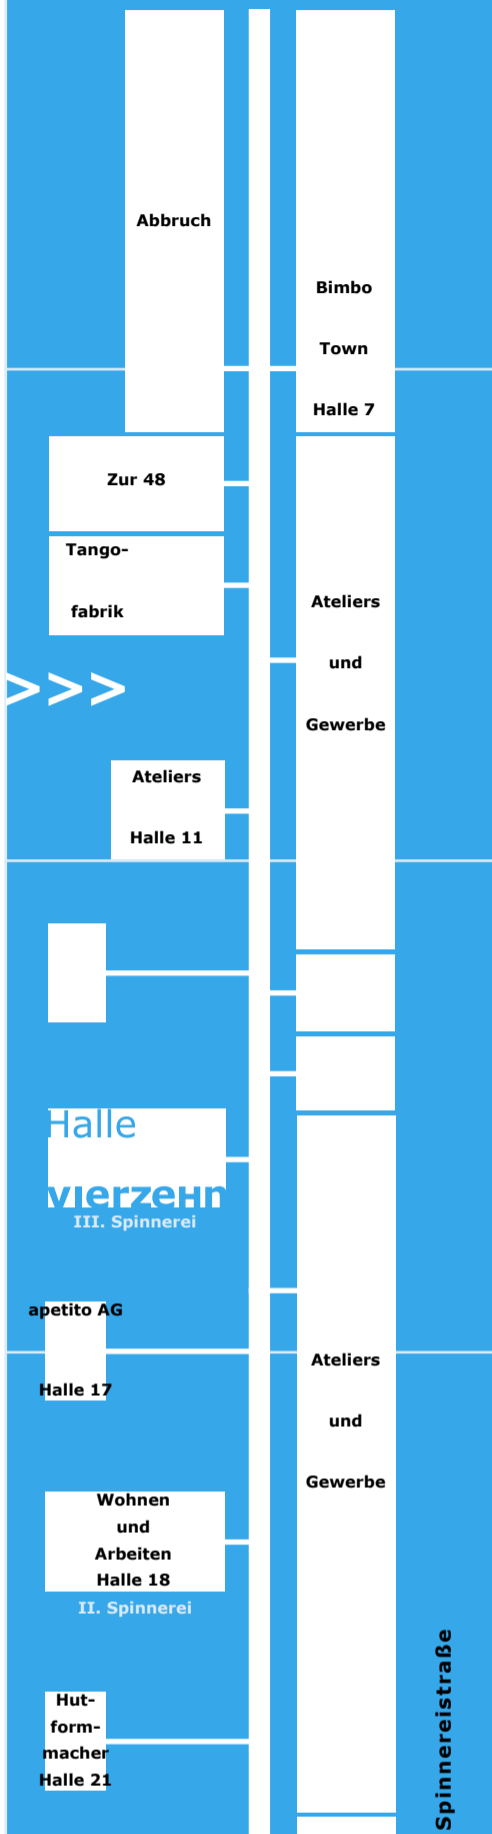 Abbruch
Bimbo
Town
Halle 7
Zur 48
Tango-
fabrik
Ateliers
und
Gewerbe
>>>
Ateliers
Halle 11
Halle
vierzehn
III. Spinnerei
apetito AG
Halle 17
Ateliers
und
Gewerbe
Wohnen
und
Arbeiten
Halle 18
II. Spinnerei
Hut-
form-
macher
Halle 21
Spinnereistraße